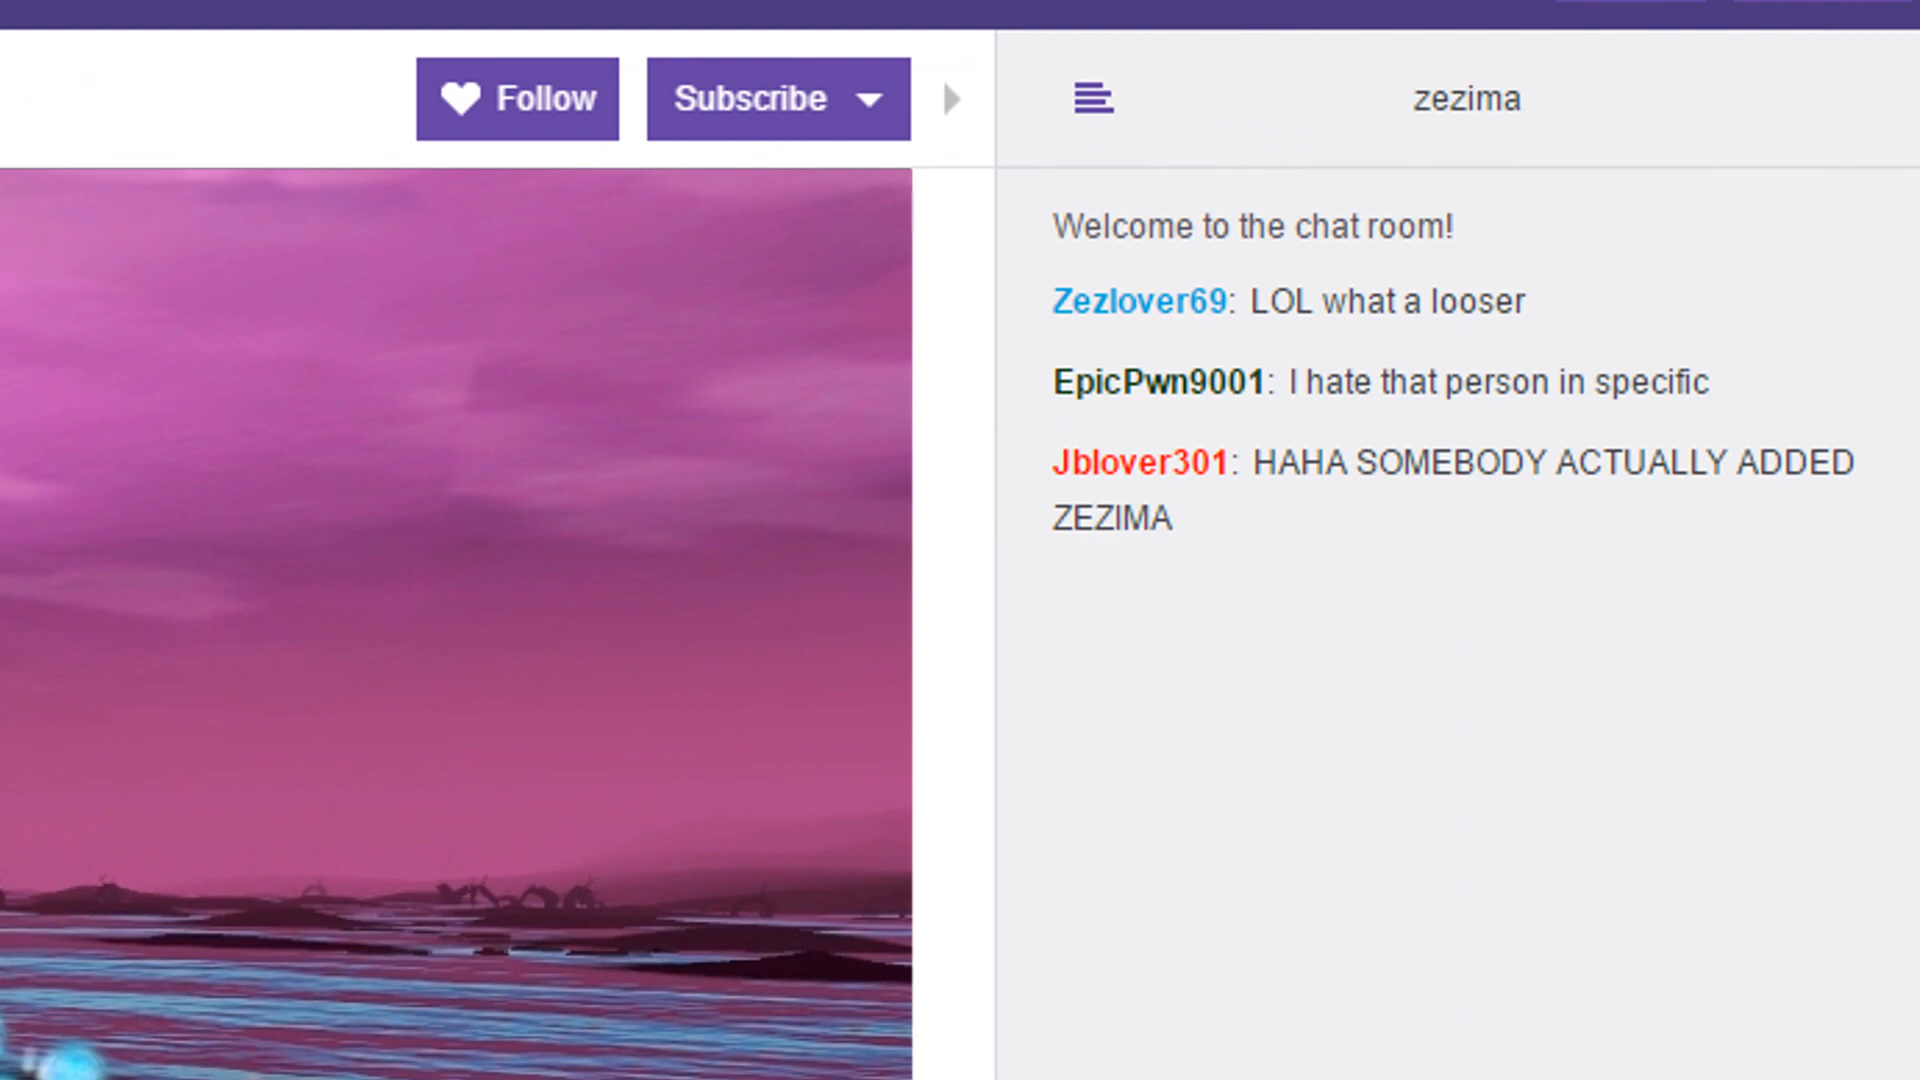 Follow
Subscribe
zezima
Welcome to the chat room!
Zezlover69: LOL what a looser
EpicPwn9001: I hate that person in specific
Jblover301: HAHA SOMEBODY ACTUALLY ADDED
ZEZIMA